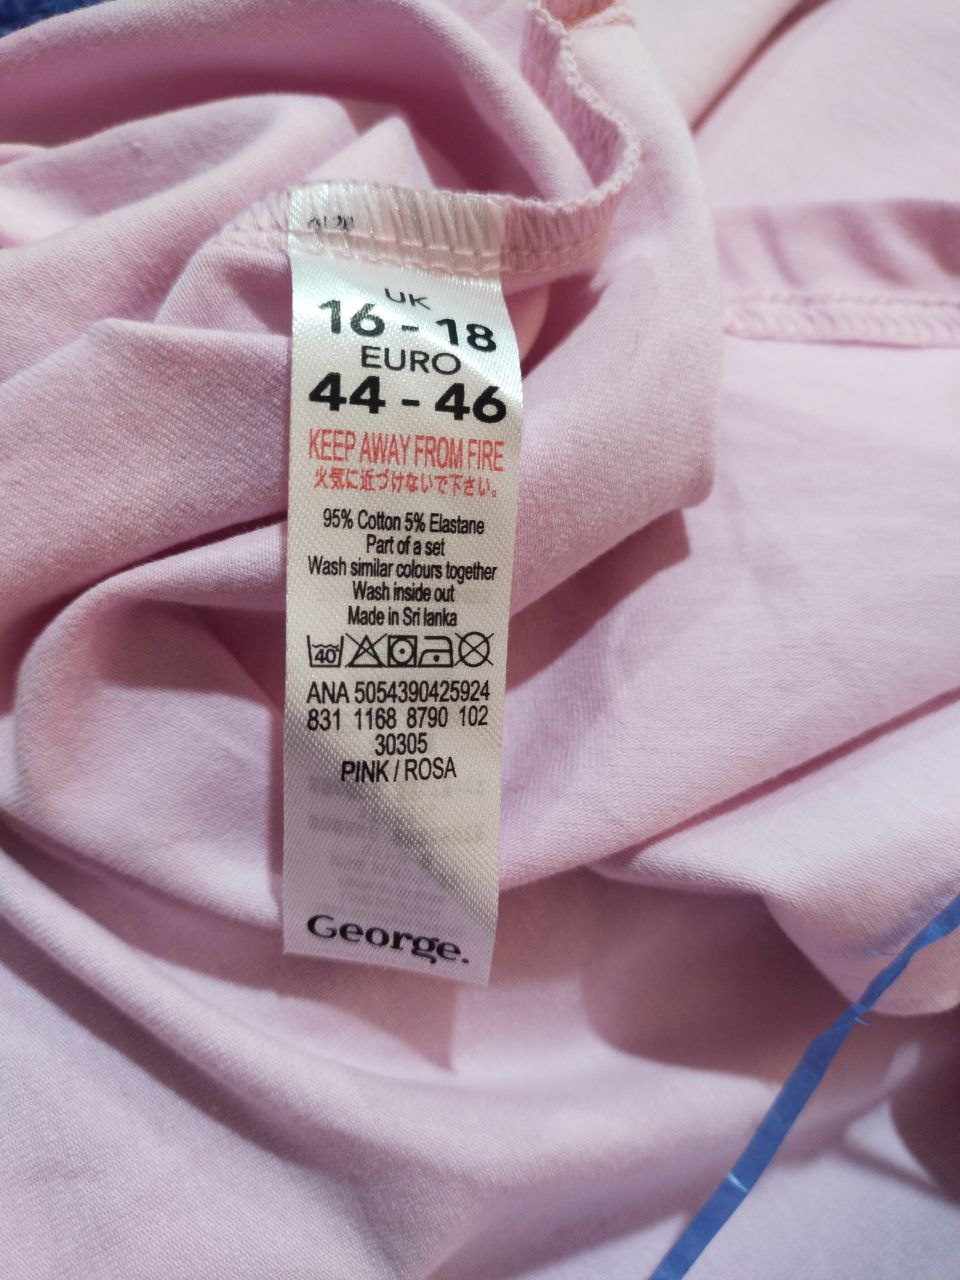 UK
16 - 18
EURO
44 - 46
KEEP AWAY FROM FIRE
火気に近づけないで下さい。
95% Cotton 5% Elastane
Part of a set
Wash similar colours together
Wash inside out
Made in Sri lanka
40
ANA 5054390425924
831 1168 8790 102
30305
PINK / ROSA
George.